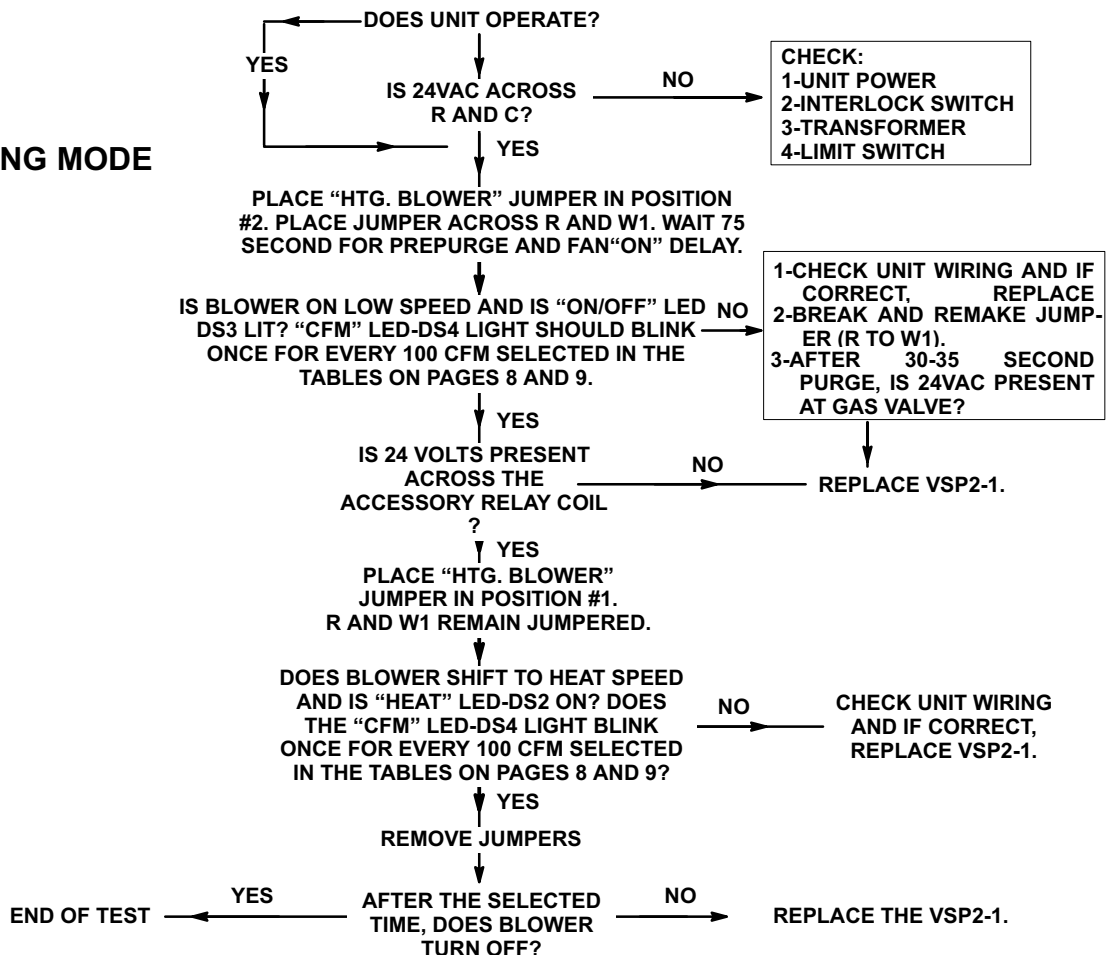 DOES UNIT OPERATE?
YES
IS 24VAC ACROSS
R AND C?
NO
CHECK:
1-UNIT POWER
2-INTERLOCK SWITCH
3-TRANSFORMER
4-LIMIT SWITCH
YES
NG MODE
PLACE “HTG. BLOWER” JUMPER IN POSITION
#2. PLACE JUMPER ACROSS R AND W1. WAIT 75
SECOND FOR PREPURGE AND FAN“ON” DELAY.
IS BLOWER ON LOW SPEED AND IS “ON/OFF” LED
DS3 LIT? “CFM” LED-DS4 LIGHT SHOULD BLINK
ONCE FOR EVERY 100 CFM SELECTED IN THE
TABLES ON PAGES 8 AND 9.
NO
1-CHECK UNIT WIRING AND IF
CORRECT, REPLACE
2-BREAK AND REMAKE JUMP-
ER (R TO W1).
3-AFTER 30-35 SECOND
PURGE, IS 24VAC PRESENT
AT GAS VALVE?
YES
IS 24 VOLTS PRESENT
ACROSS THE
ACCESSORY RELAY COIL
?
NO
REPLACE VSP2-1.
YES
PLACE “HTG. BLOWER”
JUMPER IN POSITION #1.
R AND W1 REMAIN JUMPERED.
DOES BLOWER SHIFT TO HEAT SPEED
AND IS “HEAT” LED-DS2 ON? DOES
THE “CFM” LED-DS4 LIGHT BLINK
ONCE FOR EVERY 100 CFM SELECTED
IN THE TABLES ON PAGES 8 AND 9?
NO
CHECK UNIT WIRING
AND IF CORRECT,
REPLACE VSP2-1.
YES
REMOVE JUMPERS
AFTER THE SELECTED
TIME, DOES BLOWER
TURN OFF?
YES
END OF TEST
NO
REPLACE THE VSP2-1.